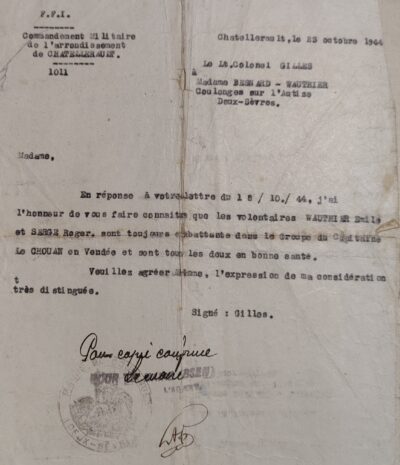 F.F.I.
Commandement Militaire
de l'arrondissement
de CHATELLERAULT.
1011
Chatellerault, le 23 octobre 1944
Le Lt.Colonel GILLES
à
Madame BESNARD - WAUTHIER
Coulonges sur l'Autize
Deux-Sèvres.
Madame,
En réponse à votre lettre du 18/10./ 44, j'ai
l'honneur de vous faire connaitre que les volontaires WAUTHIER Emile
et SERGE Roger. sont toujours combattants dans le Groupe du Capitaine
Le CHOUAN en Vendée et sont tous les deux en bonne santé.
Veuillez agréer Madame, l'expression de ma considération
t
très distinguée.
Signé : Gilles.
Pour copie conforme
POUR